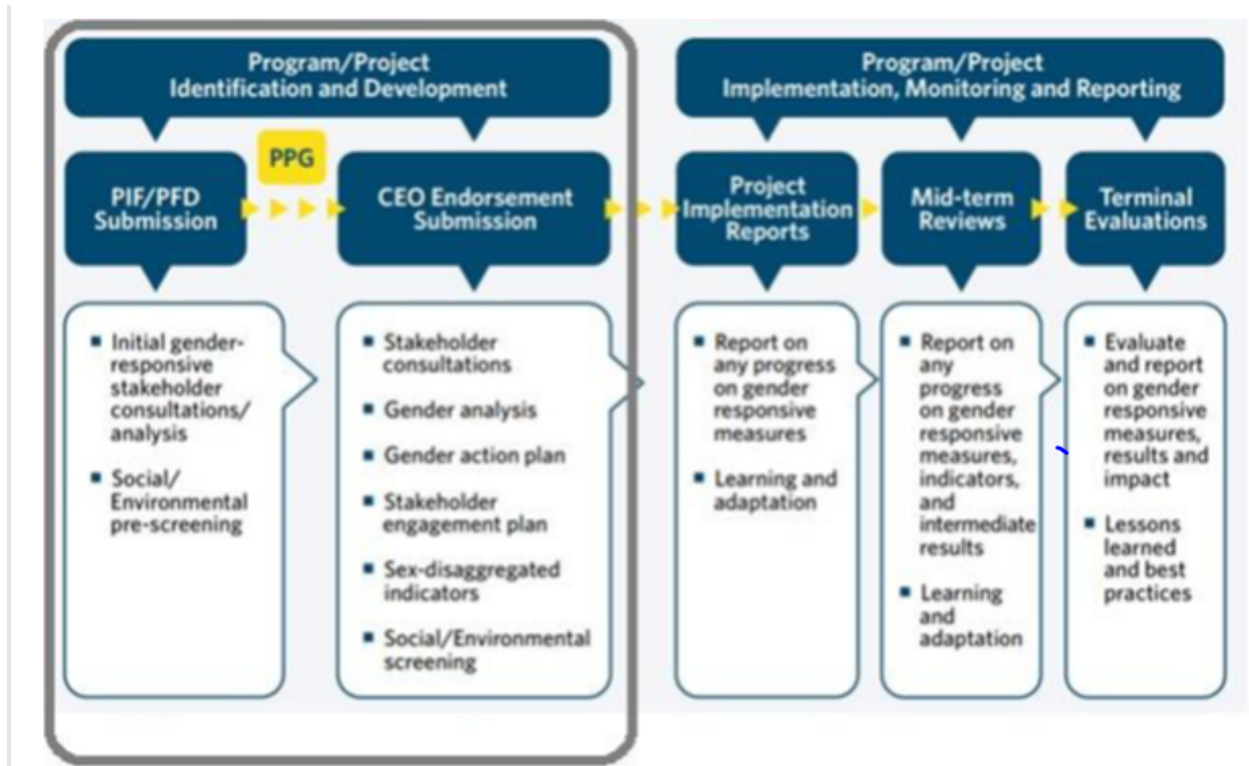 Program/Project
Identification and Development
PIF/PFD
Submission
PPG
CEO Endorsement
Submission
■ Initial gender-
responsive
stakeholder
consultations/
analysis
■ Social/
Environmental
pre-screening
■ Stakeholder
consultations
■ Gender analysis
■ Gender action plan
■ Stakeholder
engagement plan
■ Sex-disaggregated
indicators
■ Social/Environmental
screening
Program/Project
Implementation, Monitoring and Reporting
Project
Implementation
Reports
Mid-term
Reviews
Terminal
Evaluations
■ Report on
any progress
on gender
responsive
measures
■ Learning and
adaptation
■ Report on
any
progress
on gender
responsive
measures,
indicators,
and
intermediate
results
■ Learning
and
adaptation
■ Evaluate
and report
on gender
responsive
measures,
results and
impact
■ Lessons
learned
and best
practices